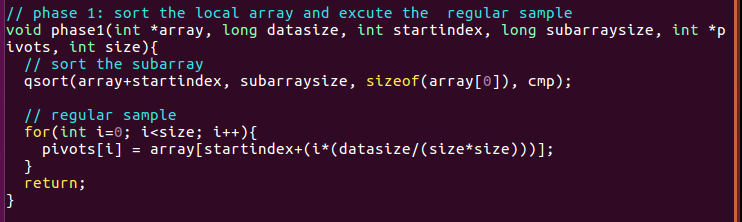 // phase 1: sort the local array and excute the  regular sample
void phase1(int *array, long datasize, int startindex, long subarraysize, int *p
ivots, int size){
  // sort the subarray
  qsort(array+startindex, subarraysize, sizeof(array[0]), cmp);

  // regular sample
  for(int i=0; i<size; i++){
    pivots[i] = array[startindex+(i*(datasize/(size*size)))];
  }
  return;
}